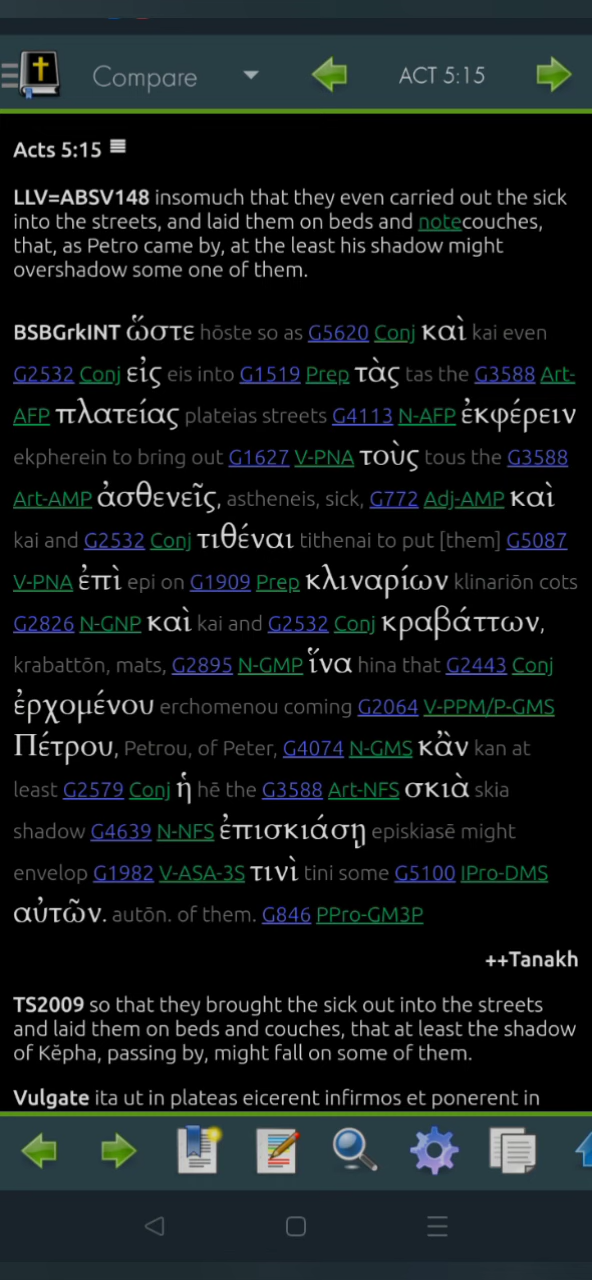 Compare
ACT 5:15
Acts 5:15
LLV=ABSV148 insomuch that they even carried out the sick
into the streets, and laid them on beds and notecouches,
that, as Petro came by, at the least his shadow might
overshadow some one of them.
BSBGrkINT ὥστε hōste so as G5620 Conj καὶ kai even
G2532 Conj εἰς eis into G1519 Prep τὰς tas the G3588 Art-
AFP πλατείας plateias streets G4113 N-AFP ἐκφέρειν
ekpherein to bring out G1627 V-PNA τοὺς tous the G3588
Art-AMP ἀσθενεῖς, astheneis, sick, G772 Adj-AMP καὶ
kai and G2532 Conj τιθέναι tithenai to put [them] G5087
V-PNA ἐπὶ epi on G1909 Prep κλιναρίων klinariōn cots
G2826 N-GNP καὶ kai and G2532 Conj κραβάττων,
krabattōn, mats, G2895 N-GMP ἵνα hina that G2443 Conj
ἐρχομένου erchomenou coming G2064 V-PPM/P-GMS
Πέτρου, Petrou, of Peter, G4074 N-GMS κἂν kan at
least G2579 Conj ἡ hē the G3588 Art-NFS σκιὰ skia
shadow G4639 N-NFS ἐπισκιάσῃ episkiasē might
envelop G1982 V-ASA-3S τινὶ tini some G5100 IPro-DMS
αὐτῶν. autōn. of them. G846 PPro-GM3P
++Tanakh
TS2009 so that they brought the sick out into the streets
and laid them on beds and couches, that at least the shadow
of Kĕpha, passing by, might fall on some of them.
Vulgate ita ut in plateas eicerent infirmos et ponerent in